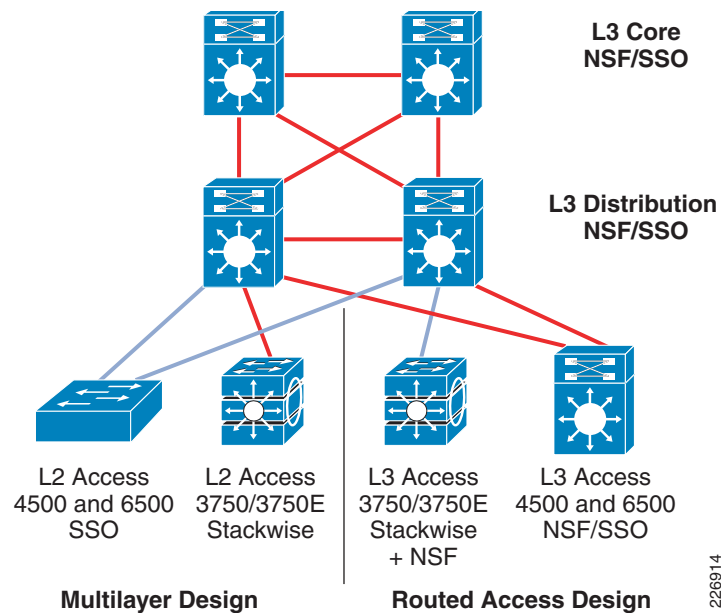 L3 Core
NSF/SSO
L3 Distribution
NSF/SSO
L2 Access
4500 and 6500
SSO
L2 Access
3750/3750E
Stackwise
L3 Access
3750/3750E
Stackwise
+ NSF
L3 Access
4500 and 6500
NSF/SSO
Multilayer Design
Routed Access Design
226914